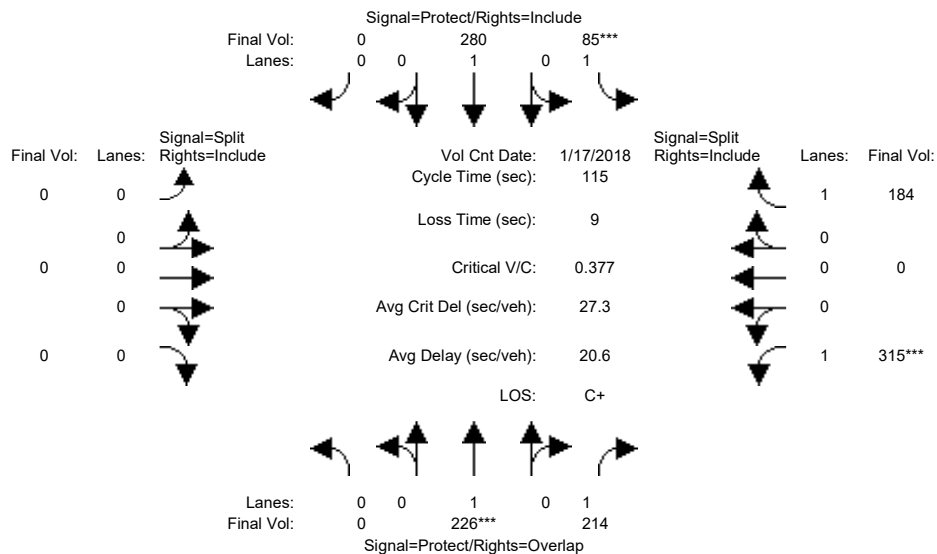 Signal=Protect/Rights=Include
Final Vol: 0 280 85***
Lanes: 0 0 1 0 1
Signal=Split
Final Vol: Lanes: Rights=Include
Vol Cnt Date: 1/17/2018
Signal=Split
Rights=Include Lanes: Final Vol:
Cycle Time (sec): 115
0 0
1 184
Loss Time (sec): 9
0
0
0 0
Critical V/C: 0.377
0 0
0
Avg Crit Del (sec/veh): 27.3
0
0 0
Avg Delay (sec/veh): 20.6
1 315***
LOS: C+
Lanes: 0 0 1 0 1
Final Vol: 0 226*** 214
Signal=Protect/Rights=Overlap